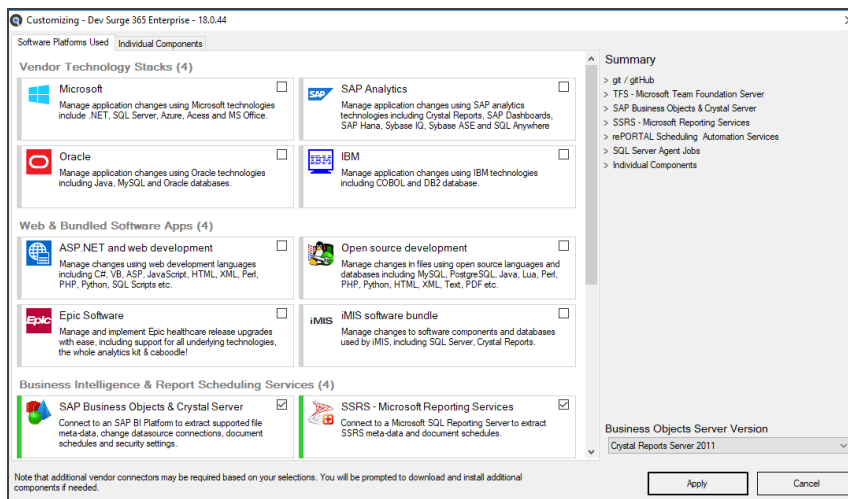 Customizing - Dev Surge 365 Enterprise - 18.0.44
Software Platforms Used
Individual Components
Vendor Technology Stacks (4)
Microsoft
Manage application changes using Microsoft technologies
include .NET, SQL Server, Azure, Acess and MS Office.
SAP
SAP Analytics
Manage application changes using SAP analytics
technologies including Crystal Reports, SAP Dashboards,
SAP Hana, Sybase IQ, Sybase ASE and SQL Anywhere
Oracle
Manage application changes using Oracle technologies
including Java, MySQL and Oracle databases.
IBM
IBM
Manage application changes using IBM technologies
including COBOL and DB2 database.
Web & Bundled Software Apps (4)
ASP.NET and web development
Manage changes using web development languages
including C#, VB, ASP, JavaScript, HTML, XML, Perl,
PHP, Python, SQL Scripts etc.
Open source development
Manage changes in files using open source languages and
databases including MySQL, PostgreSQL, Java, Lua, Perl,
PHP, Python, HTML, XML, Text, PDF etc.
Epic
Epic Software
Manage and implement Epic healthcare release upgrades
with ease, including support for all underlying technologies,
the whole analytics kit & caboodle!
iMIS
iMIS software bundle
Manage changes to software components and databases
used by iMIS, including SQL Server, Crystal Reports.
Business Intelligence & Report Scheduling Services (4)
SAP Business Objects & Crystal Server
Connect to an SAP BI Platform to extract supported file
meta-data, change datasource connections, document
schedules and security settings.
SSRS - Microsoft Reporting Services
Connect to a Microsoft SQL Reporting Server to extract
SSRS meta-data and document schedules.
Summary
> git / gitHub
> TFS - Microsoft Team Foundation Server
> SAP Business Objects & Crystal Server
> SSRS - Microsoft Reporting Services
> rePORTAL Scheduling Automation Services
> SQL Server Agent Jobs
> Individual Components
Business Objects Server Version
Crystal Reports Server 2011
Note that additional vendor connectors may be required based on your selections. You will be prompted to download and install additional
components if needed.
Apply
Cancel